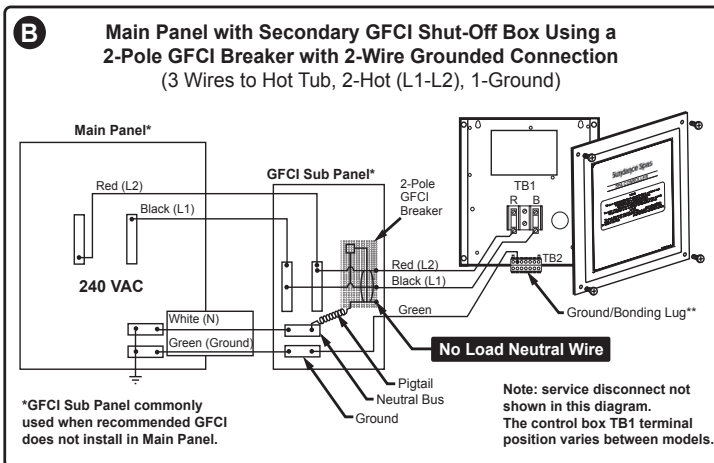 B
Main Panel with Secondary GFCI Shut-Off Box Using a
2-Pole GFCI Breaker with 2-Wire Grounded Connection
(3 Wires to Hot Tub, 2-Hot (L1-L2), 1-Ground)
Main Panel*
GFCI Sub Panel*
2-Pole
GFCI
Breaker
TB1
R B
Sundance Spas
Red (L2)
Black (L1)
240 VAC
TB2
Red (L2)
Black (L1)
Green
Ground/Bonding Lug**
White (N)
Green (Ground)
No Load Neutral Wire
Pigtail
Neutral Bus
Ground
*GFCI Sub Panel commonly
used when recommended GFCI
does not install in Main Panel.
Note: service disconnect not
shown in this diagram.
The control box TB1 terminal
position varies between models.